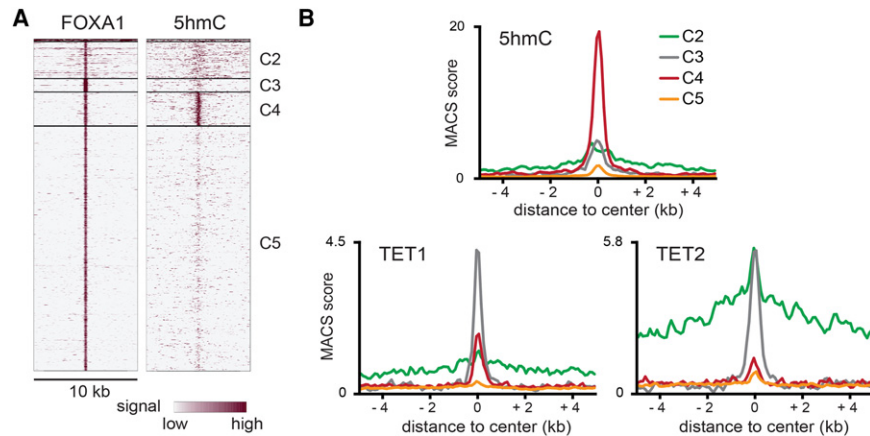 A
FOXA1 5hmC
C2
C3
C4
C5
10 kb
signal
low high
B
20
5hmC
MACS score
0
- 4 - 2 0 + 2 + 4
distance to center (kb)
C2
C3
C4
C5
4.5
TET1
MACS score
0
- 4 - 2 0 + 2 + 4
distance to center (kb)
5.8
TET2
0
- 4 - 2 0 + 2 + 4
distance to center (kb)